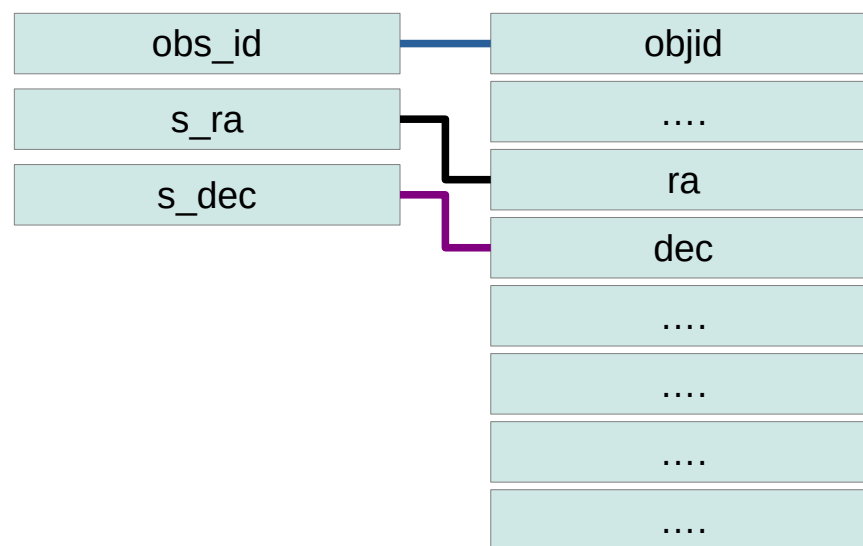 obs_id
objid
s_ra
....
ra
s_dec
dec
....
....
....
....